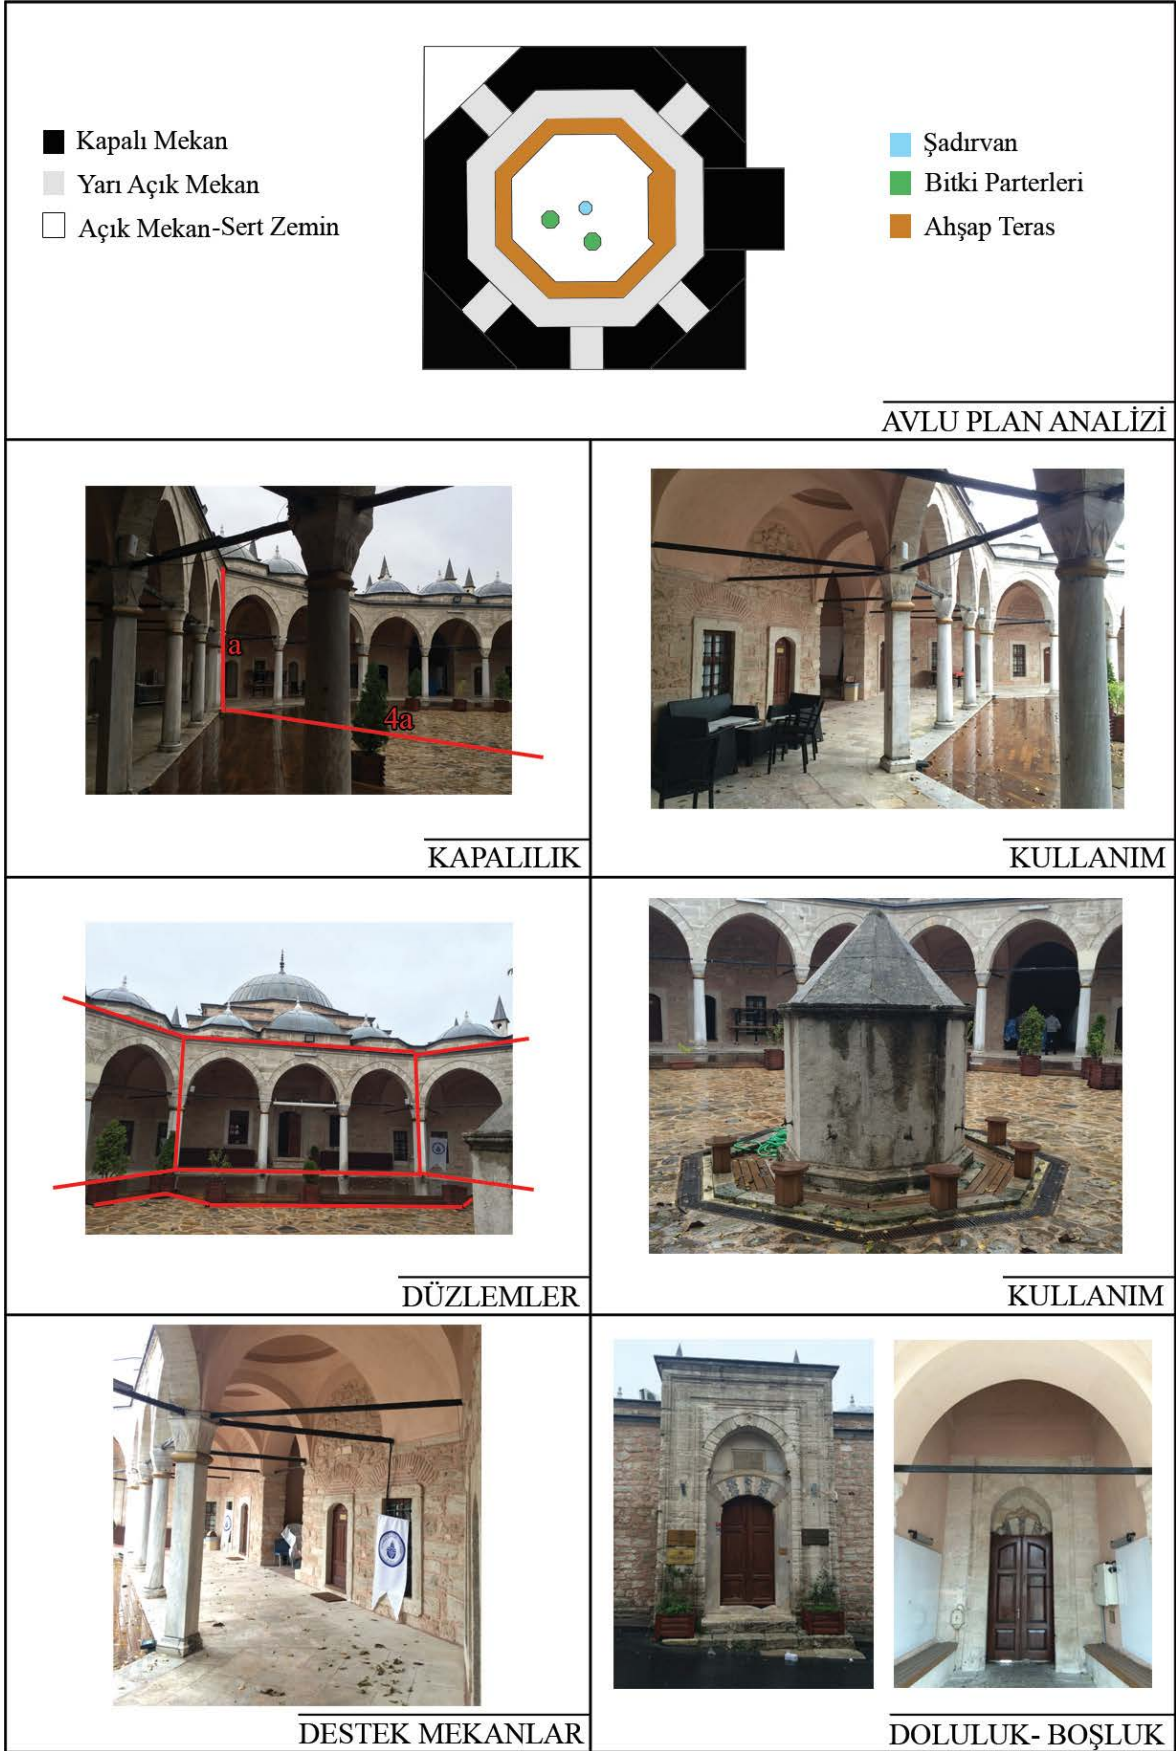 Kapalı Mekan
Yarı Açık Mekan
Açık Mekan-Sert Zemin
Şadırvan
Bitki Parterleri
Ahşap Teras
AVLU PLAN ANALİZİ
a
4a
KAPALILIK
KULLANIM
DÜZLEMLER
KULLANIM
DESTEK MEKANLAR
DOLULUK- BOŞLUK